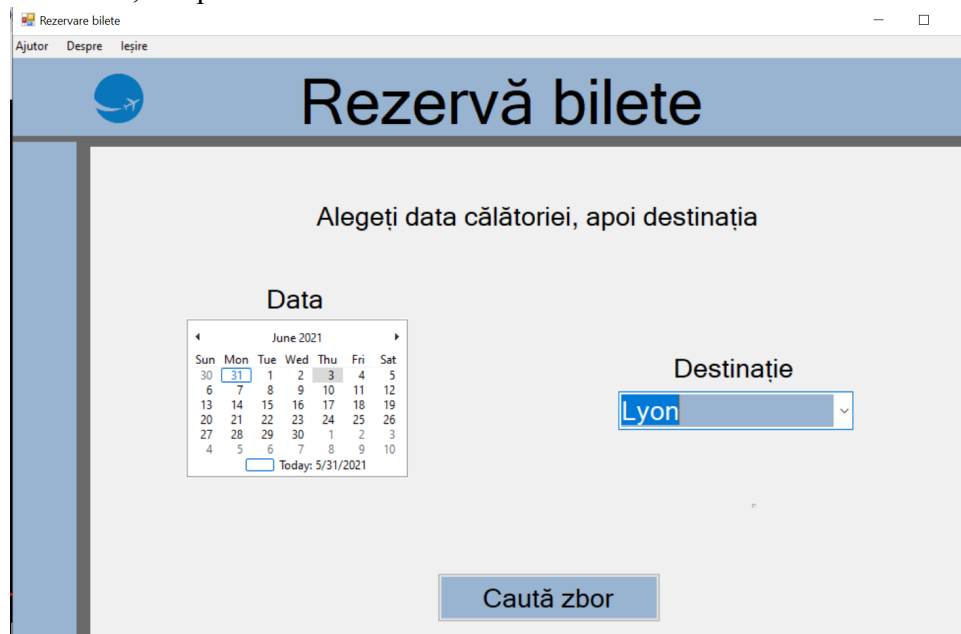 Rezervare bilete
Ajutor Despre Ieșire
Rezervă bilete
Alegeți data călătoriei, apoi destinația
Data
June 2021
Sun Mon Tue Wed Thu Fri Sat
30 31 1 2 3 4 5
6 7 8 9 10 11 12
13 14 15 16 17 18 19
20 21 22 23 24 25 26
27 28 29 30 1 2 3
4 5 6 7 8 9 10
Today: 5/31/2021
Destinație
Lyon
Caută zbor